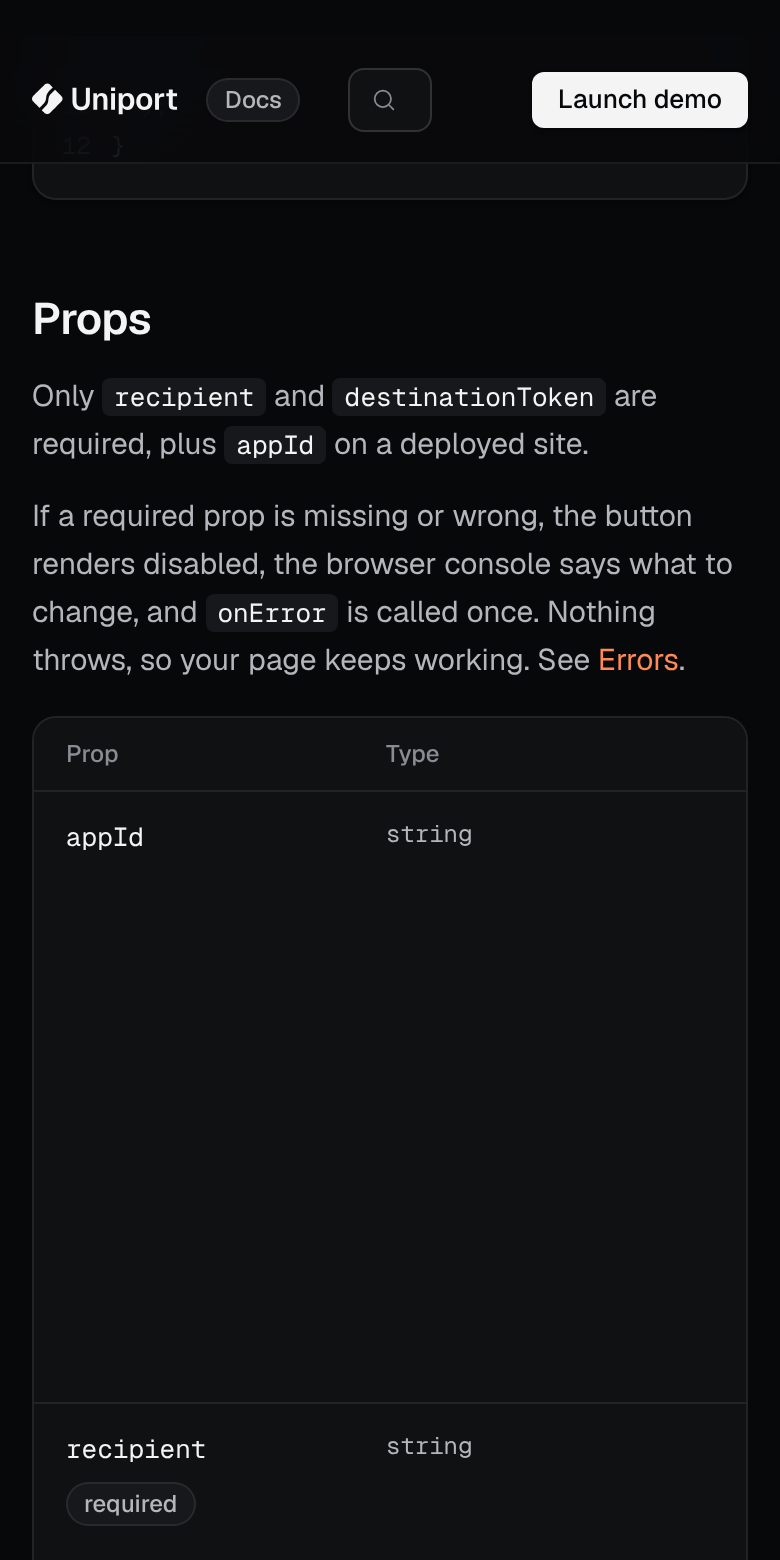 Uniport Docs Launch demo
12 }
Props
Only recipient and destinationToken are
required, plus appId on a deployed site.
If a required prop is missing or wrong, the button
renders disabled, the browser console says what to
change, and onError is called once. Nothing
throws, so your page keeps working. See Errors.
Prop Type
appId string
recipient string
required